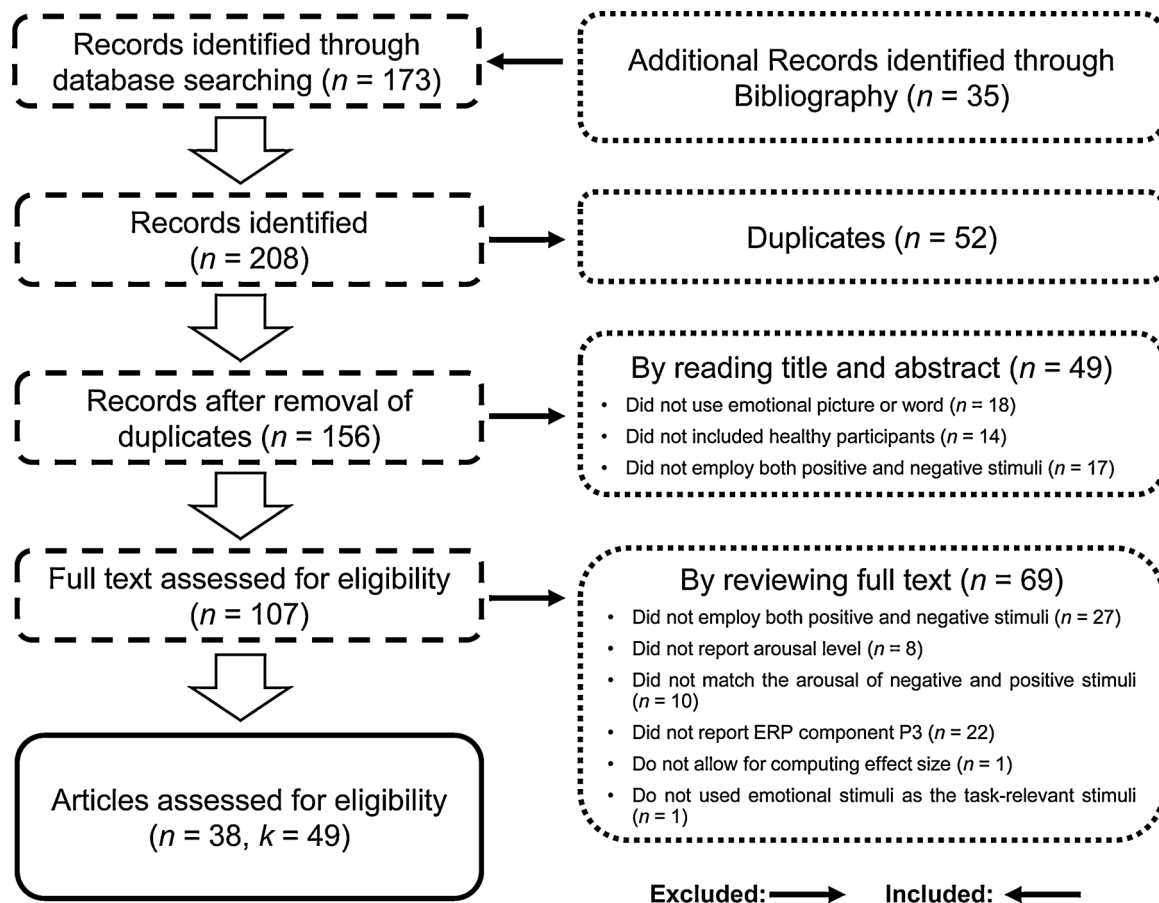 Records identified through
database searching (n = 173)
Additional Records identified through
Bibliography (n = 35)
Records identified
(n = 208)
Duplicates (n = 52)
Records after removal of
duplicates (n = 156)
By reading title and abstract (n = 49)
• Did not use emotional picture or word (n = 18)
• Did not included healthy participants (n = 14)
• Did not employ both positive and negative stimuli (n = 17)
Full text assessed for eligibility
(n = 107)
By reviewing full text (n = 69)
• Did not employ both positive and negative stimuli (n = 27)
• Did not report arousal level (n = 8)
• Did not match the arousal of negative and positive stimuli
(n = 10)
• Did not report ERP component P3 (n = 22)
• Do not allow for computing effect size (n = 1)
• Do not used emotional stimuli as the task-relevant stimuli
(n = 1)
Articles assessed for eligibility
(n = 38, k = 49)
Excluded: Included: